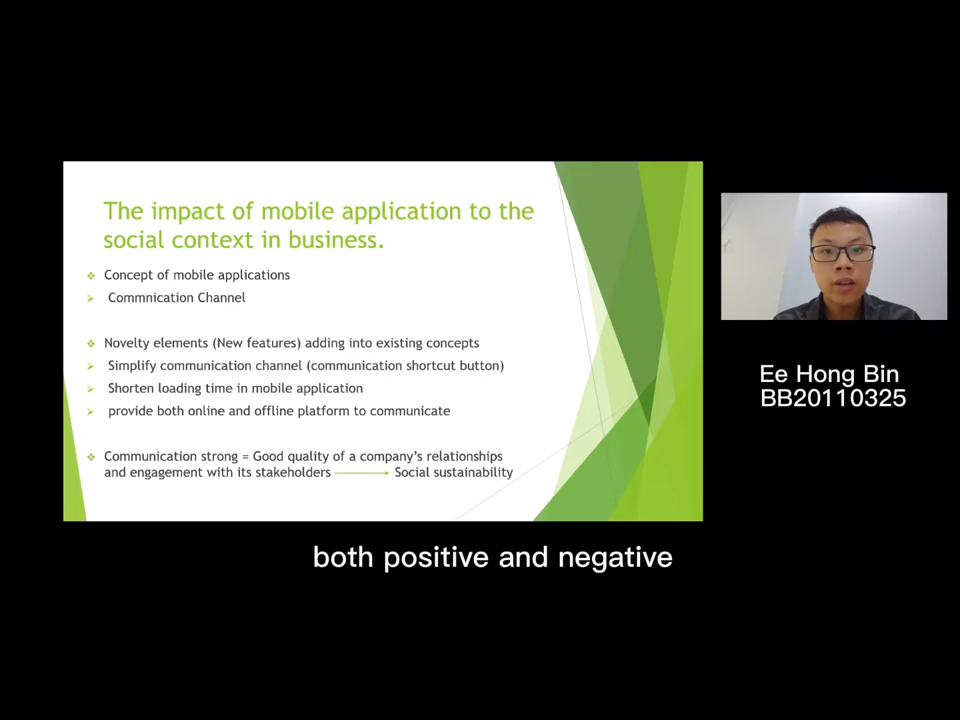 The impact of mobile application to the
social context in business.
Concept of mobile applications
Commnication Channel
Novelty elements (New features) adding into existing concepts
Simplify communication channel (communication shortcut button)
Shorten loading time in mobile application
provide both online and offline platform to communicate
Communication strong = Good quality of a company's relationships
and engagement with its stakeholders Social sustainability
Ee Hong Bin
BB20110325
both positive and negative